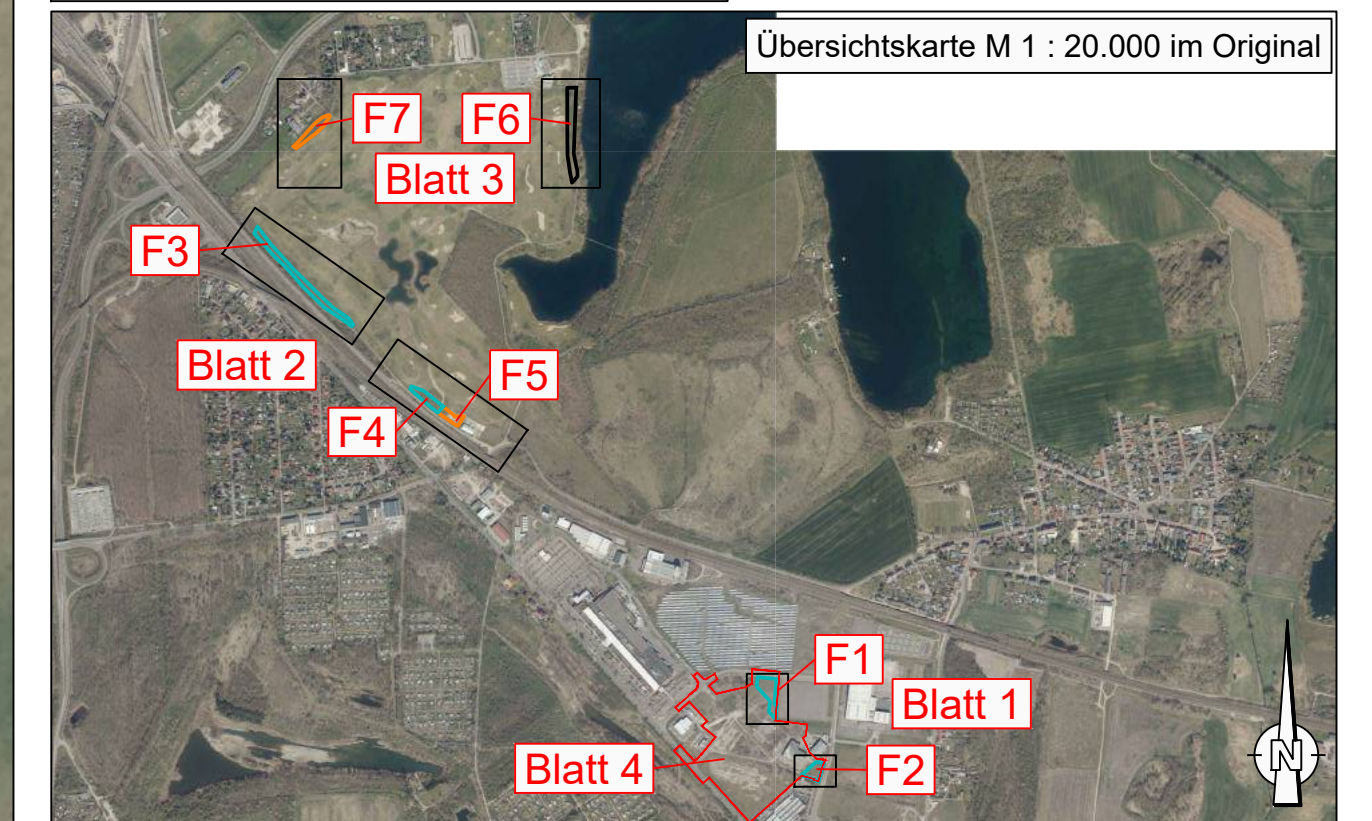 Übersichtskarte M 1 : 20.000 im Original
F7
F6
Blatt 3
F3
Blatt 2
F5
F4
F1
Blatt 1
Blatt 4
F2
N